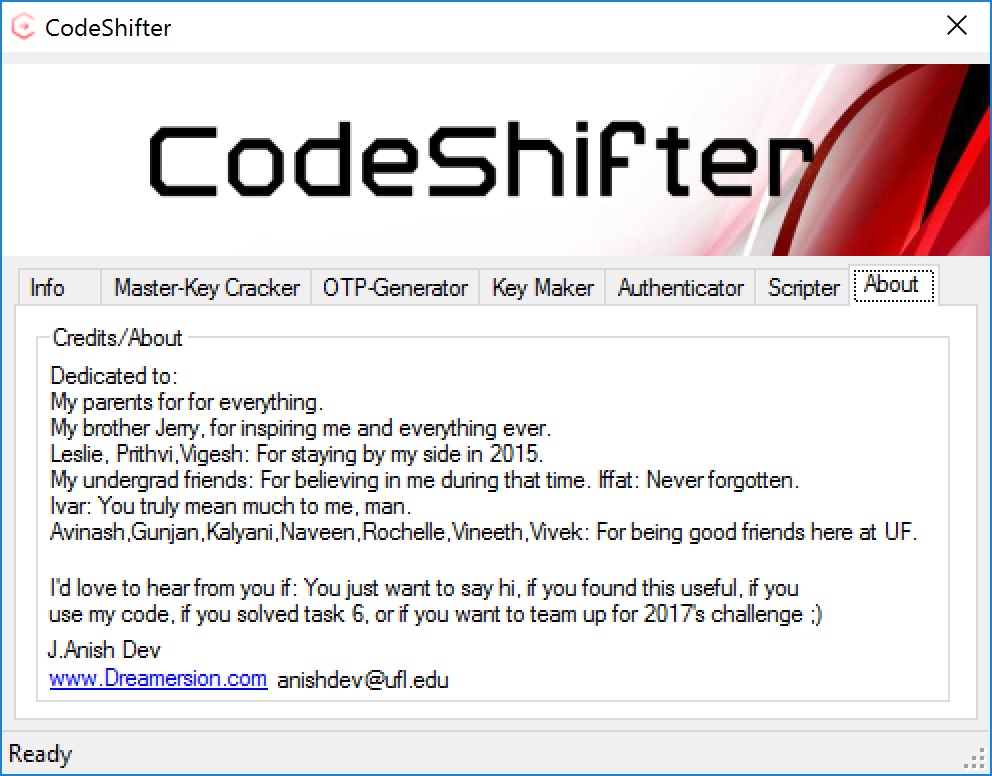 CodeShifter
CodeShifter
Info Master-Key Cracker OTP-Generator Key Maker Authenticator Scripter About
Credits/About
Dedicated to:
My parents for for everything.
My brother Jerry, for inspiring me and everything ever.
Leslie, Prithvi,Vigesh: For staying by my side in 2015.
My undergrad friends: For believing in me during that time. Iffat: Never forgotten.
Ivar: You truly mean much to me, man.
Avinash,Gunjan,Kalyani,Naveen,Rochelle,Vineeth,Vivek: For being good friends here at UF.
I'd love to hear from you if: You just want to say hi, if you found this useful, if you
use my code, if you solved task 6, or if you want to team up for 2017's challenge ;)
J.Anish Dev
www.Dreamersion.com anishdev@ufl.edu
Ready